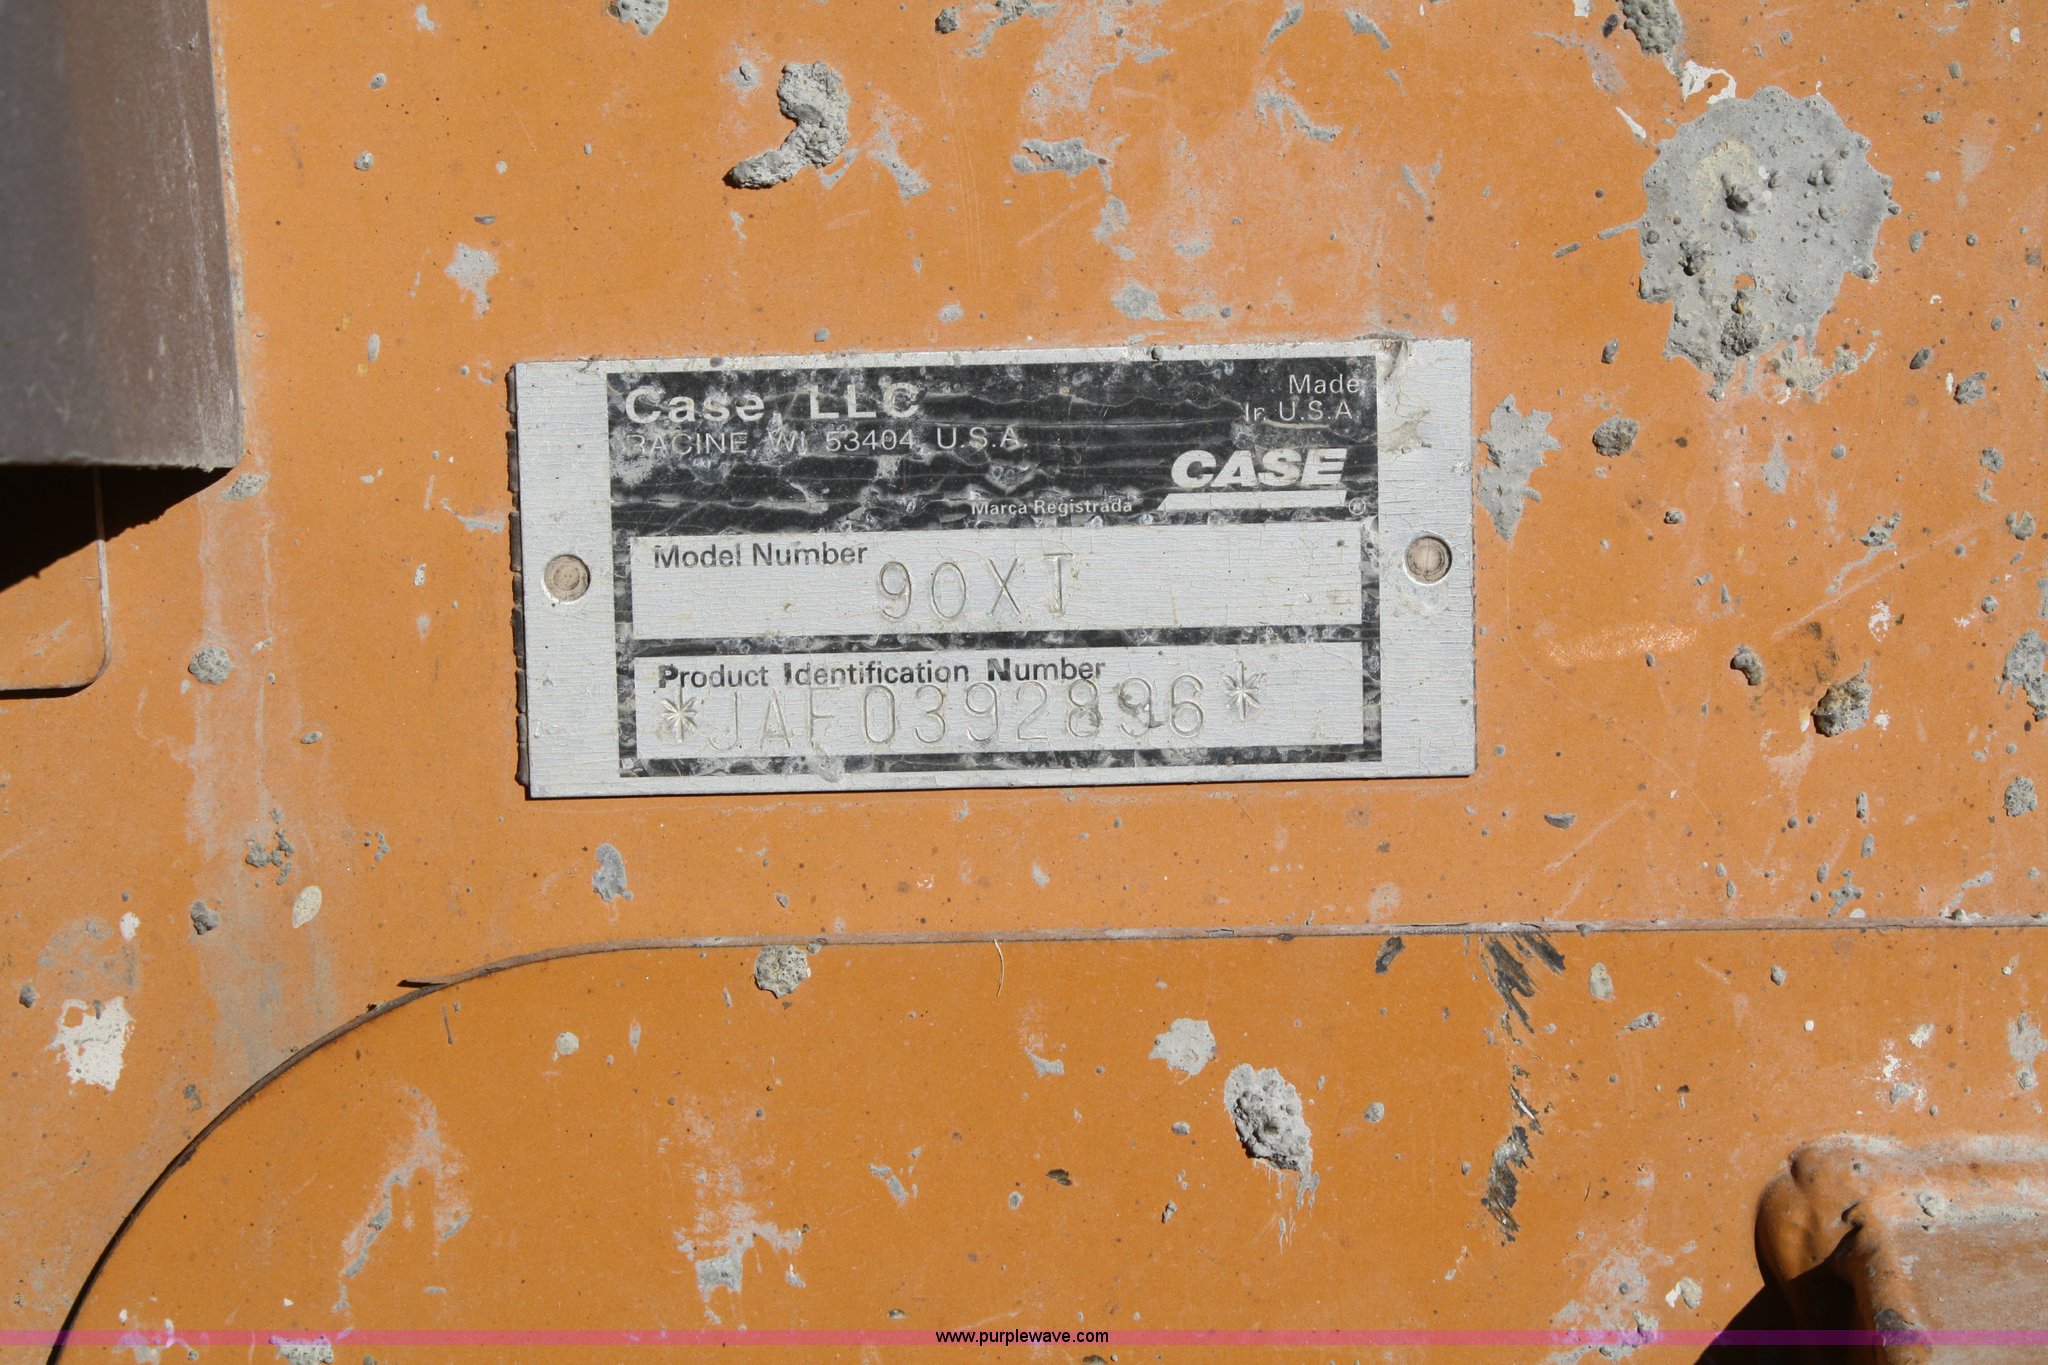 Case, LLC
RACINE, WI 53404, U.S.A.
Made
In U.S.A.
CASE
Marca Registrada ®
Model Number
90XT
Product Identification Number
*JAF0392896*
www.purplewave.com